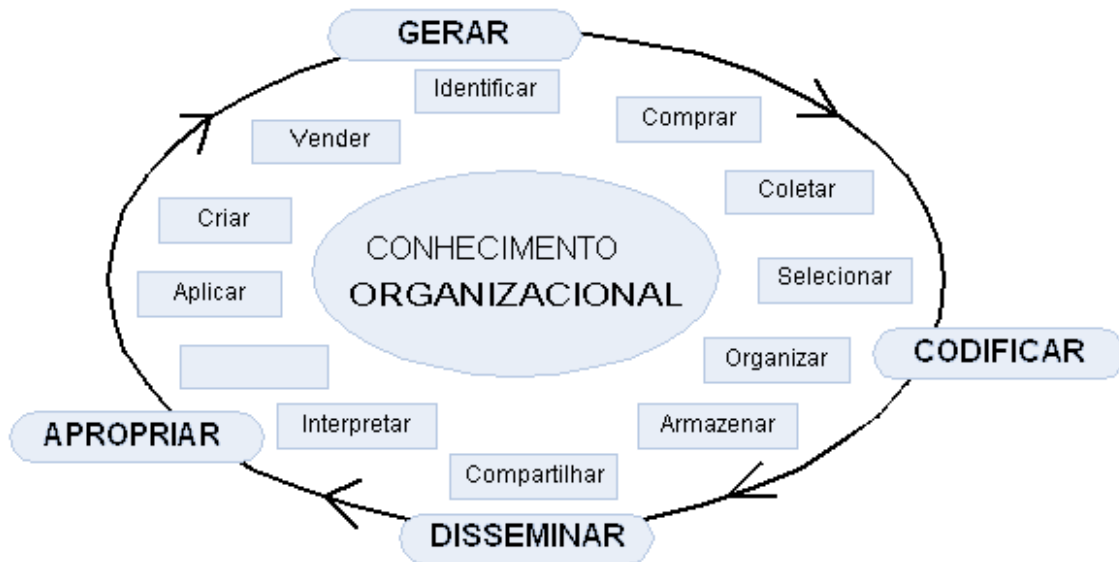 GERAR
Identificar
Comprar
Vender
Coletar
Criar
CONHECIMENTO
ORGANIZACIONAL
Selecionar
Aplicar
Organizar
CODIFICAR
Armazenar
Interpretar
APROPRIAR
Compartilhar
DISSEMINAR